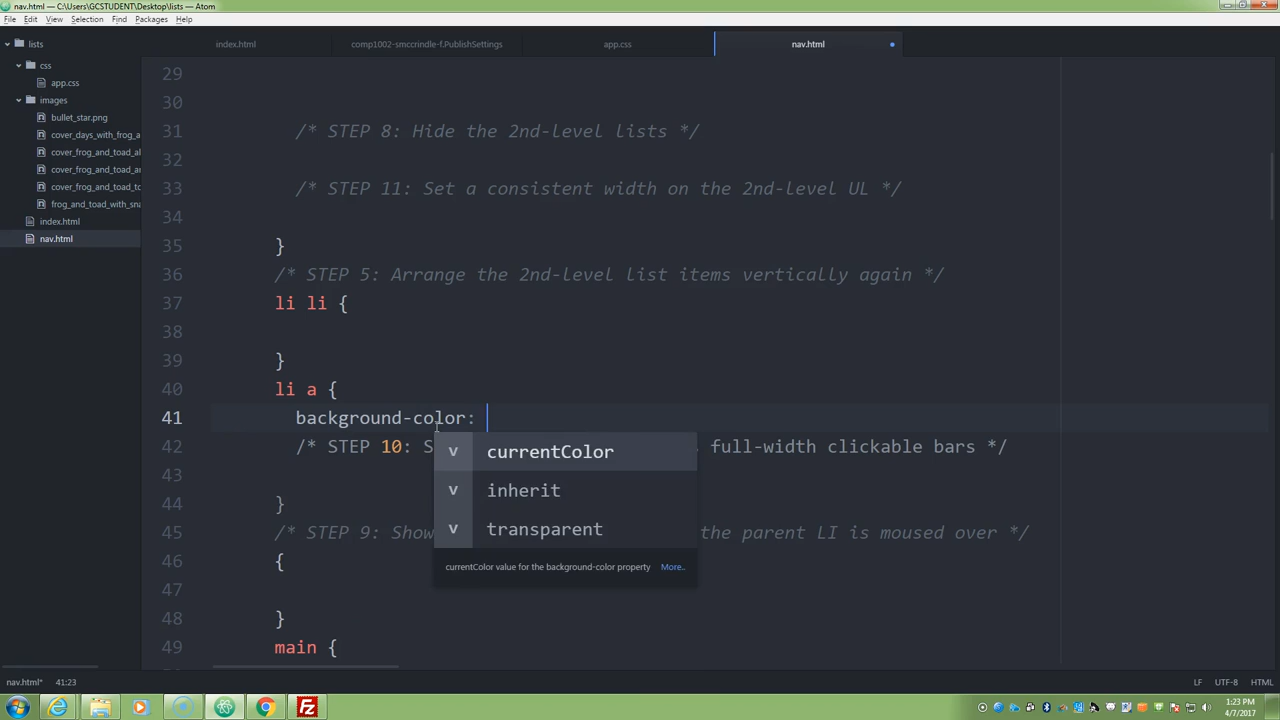 nav.html — C:\Users\GCSTUDENT\Desktop\lists — Atom
File Edit View Selection Find Packages Help
lists
css
app.css
images
bullet_star.png
cover_days_with_frog_a
cover_frog_and_toad_al
cover_frog_and_toad_ar
cover_frog_and_toad_to
frog_and_toad_with_sna
index.html
nav.html
index.html comp1002-smccrindle-f.PublishSettings app.css nav.html
29
30
31 /* STEP 8: Hide the 2nd-level lists */
32
33 /* STEP 11: Set a consistent width on the 2nd-level UL */
34
35 }
36 /* STEP 5: Arrange the 2nd-level list items vertically again */
37 li li {
38
39 }
40 li a {
41 background-color:
42 /* STEP 10: S full-width clickable bars */
43
44 }
45 /* STEP 9: Show the parent LI is moused over */
46 {
47
48 }
49 main {
v currentColor
v inherit
v transparent
currentColor value for the background-color property More..
nav.html* 41:23 LF UTF-8 HTML
1:23 PM
4/7/2017